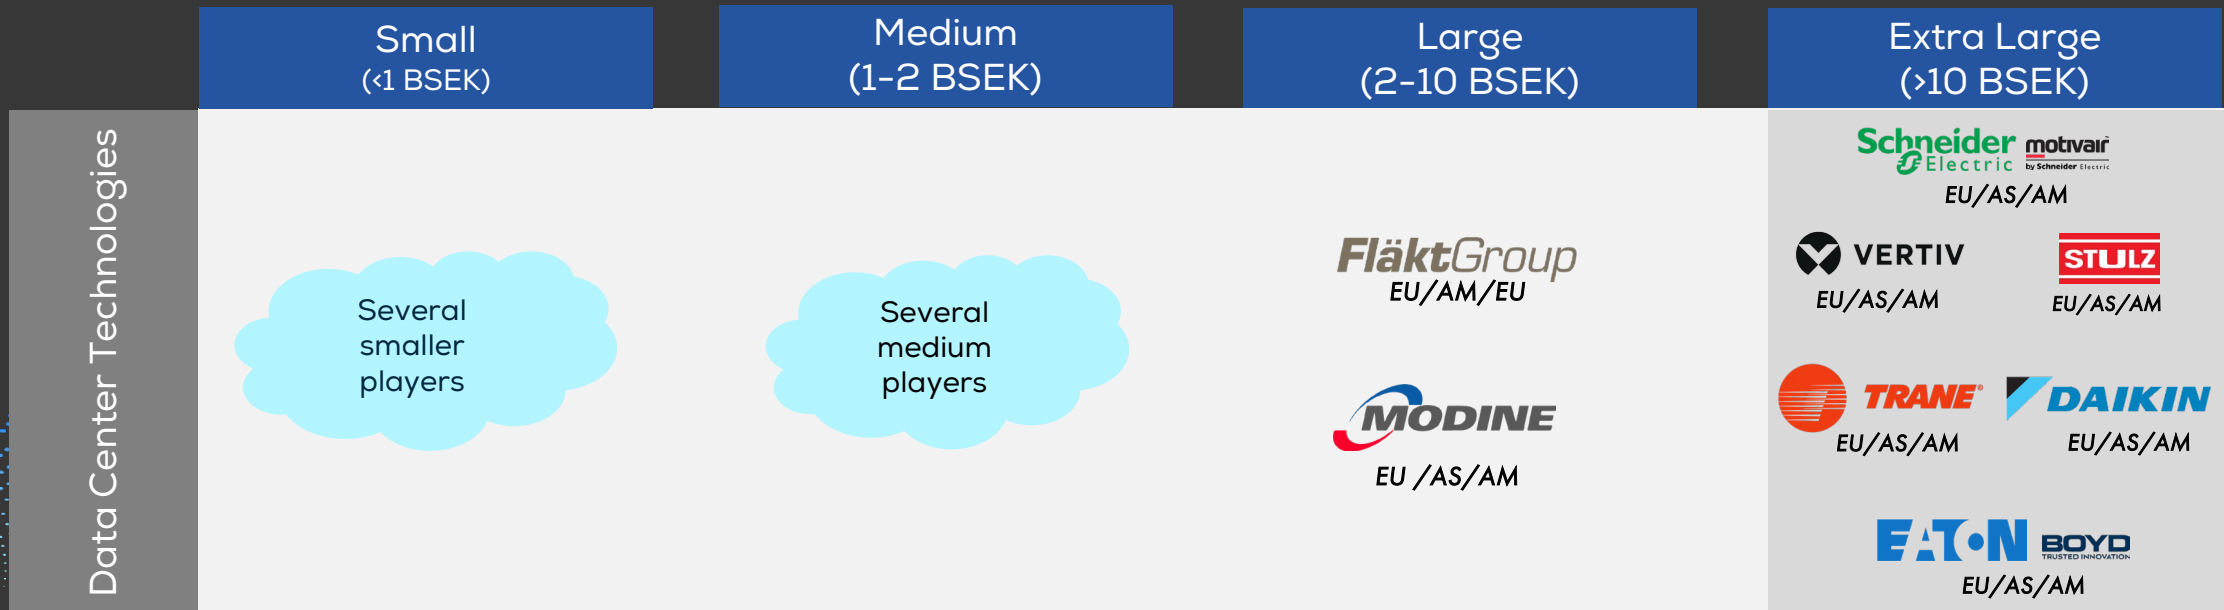 Small
(<1 BSEK)
Medium
(1-2 BSEK)
Large
(2-10 BSEK)
Extra Large
(>10 BSEK)
Data Center Technologies
Several
smaller
players
Several
medium
players
FläktGroup
EU/AM/EU
MODINE
EU /AS/AM
Schneider
Electric
motivair
by Schneider Electric
EU/AS/AM
VERTIV
EU/AS/AM
STULZ
EU/AS/AM
TRANE®
EU/AS/AM
DAIKIN
EU/AS/AM
EATON
BOYD
TRUSTED INNOVATION
EU/AS/AM